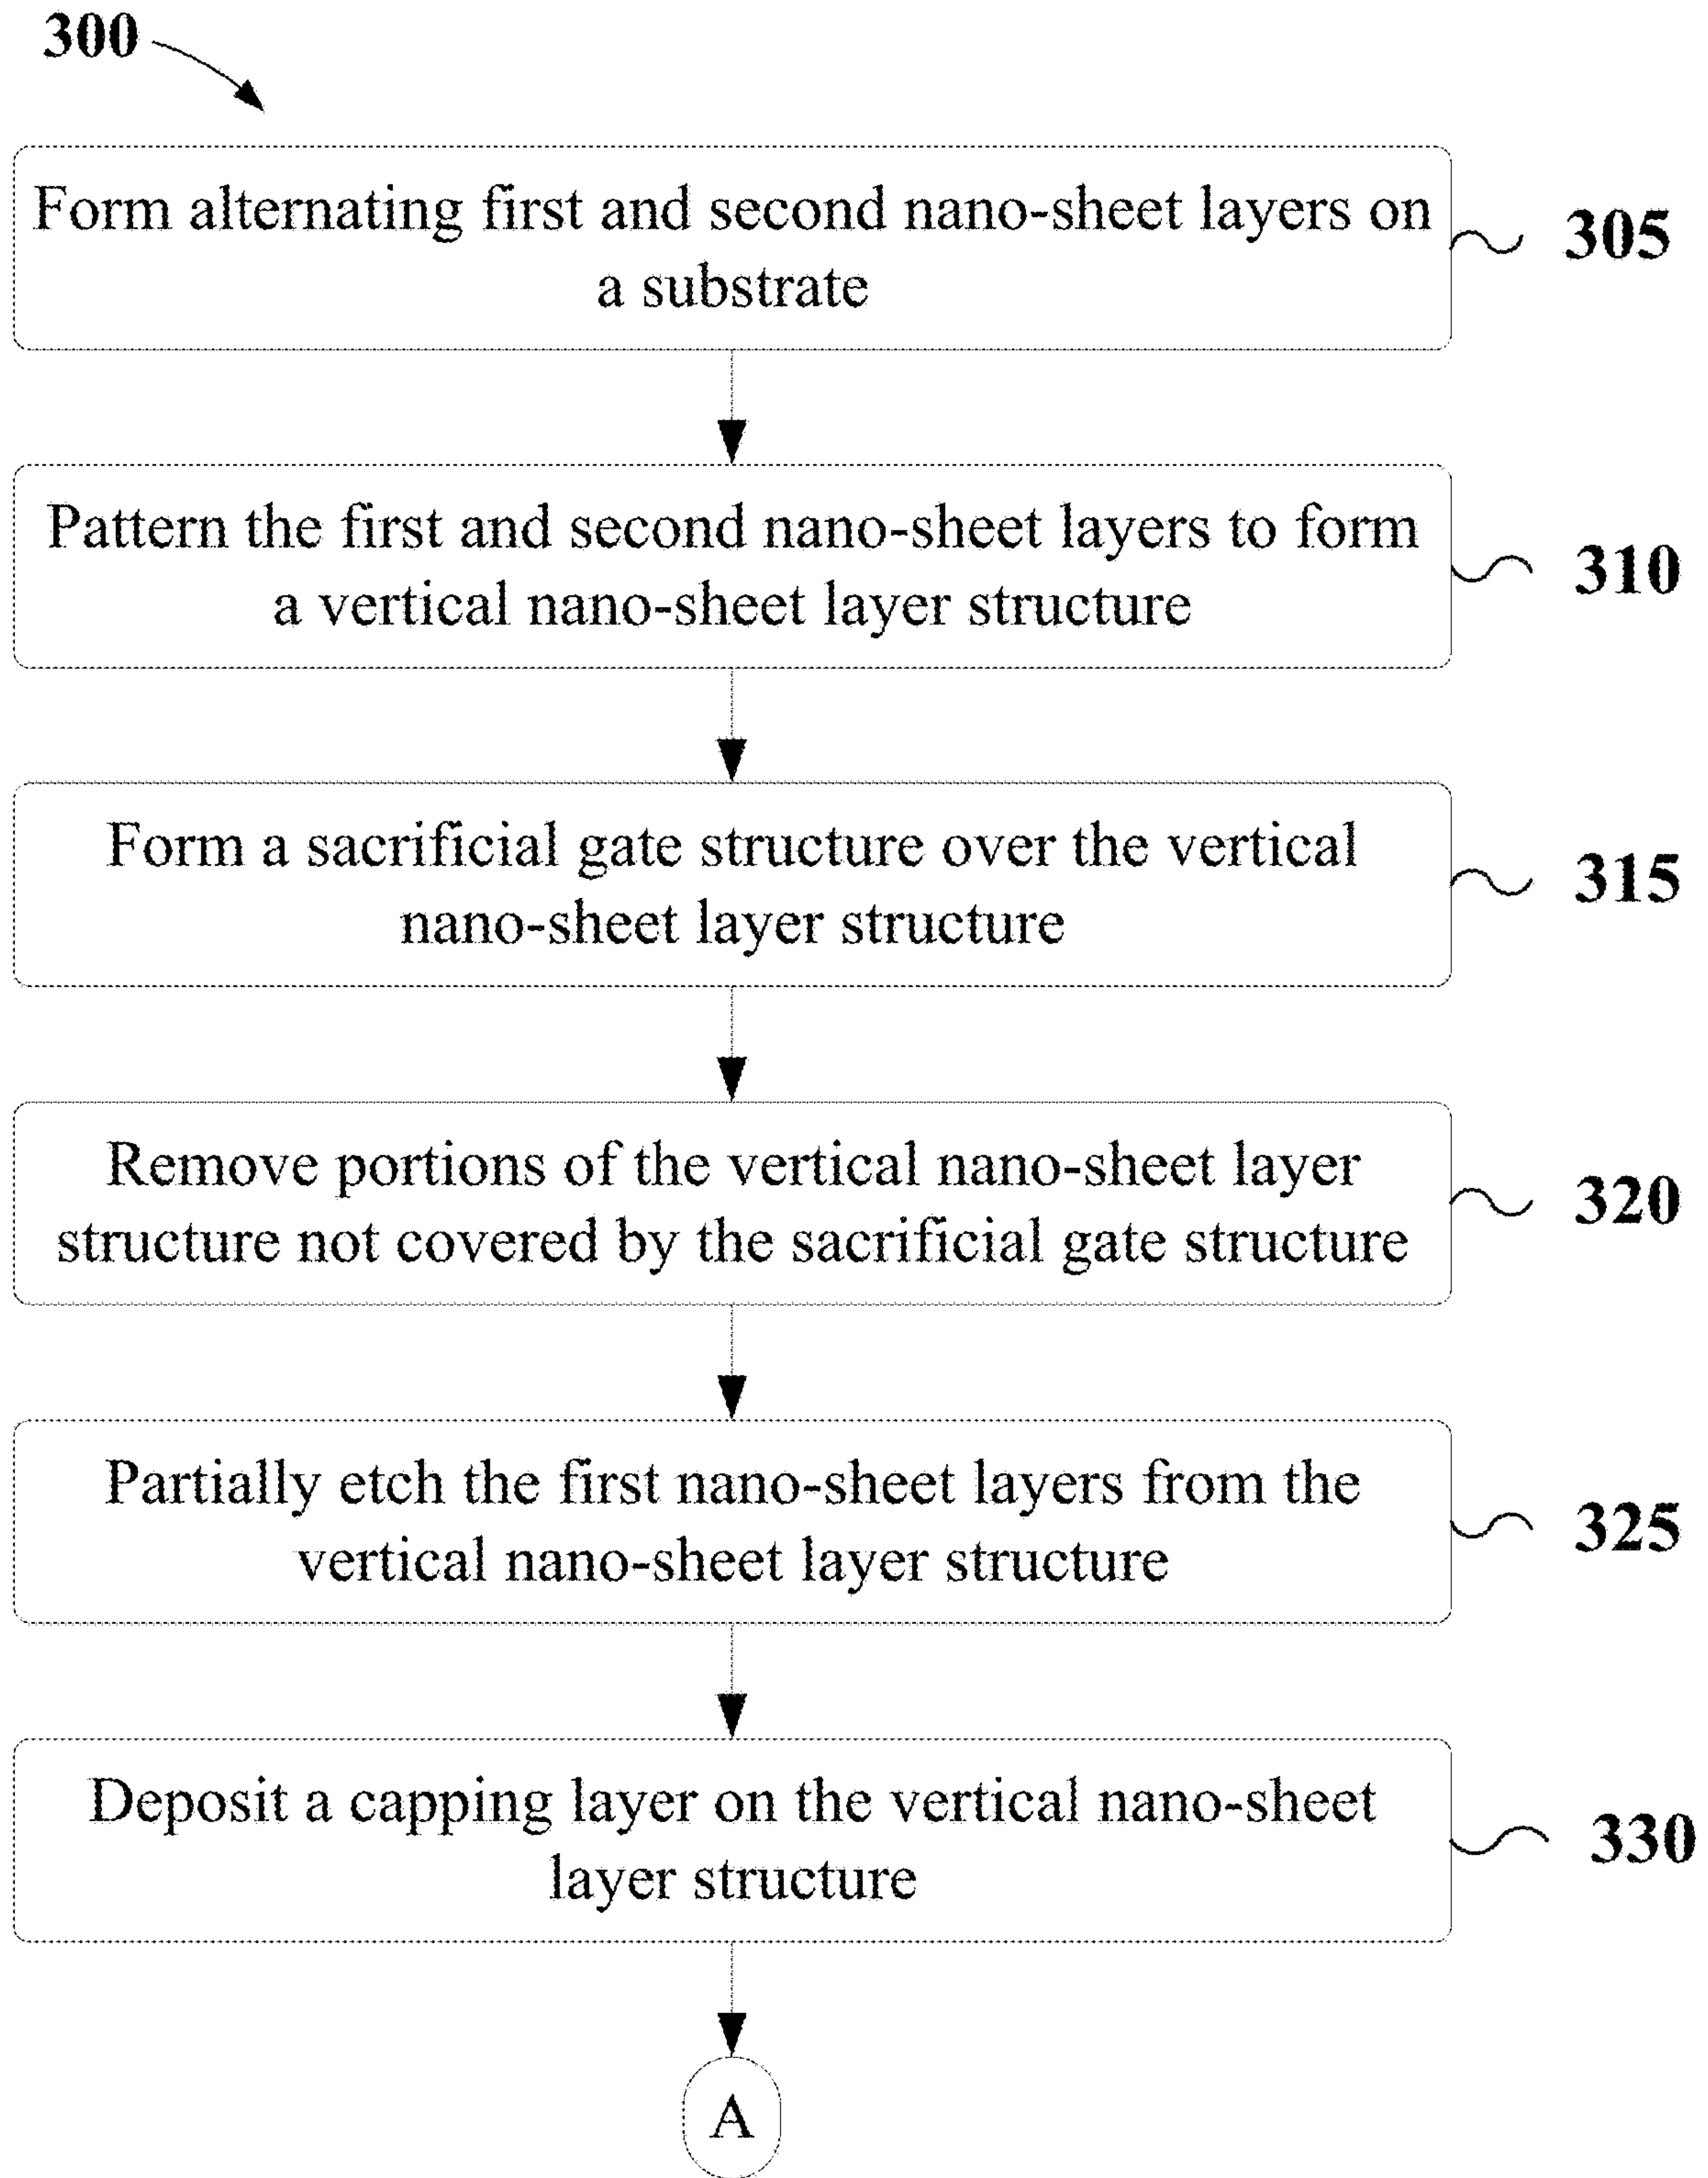 300
Form alternating first and second nano-sheet layers on
a substrate
305
Pattern the first and second nano-sheet layers to form
a vertical nano-sheet layer structure
310
Form a sacrificial gate structure over the vertical
nano-sheet layer structure
315
Remove portions of the vertical nano-sheet layer
structure not covered by the sacrificial gate structure
320
Partially etch the first nano-sheet layers from the
vertical nano-sheet layer structure
325
Deposit a capping layer on the vertical nano-sheet
layer structure
330
A